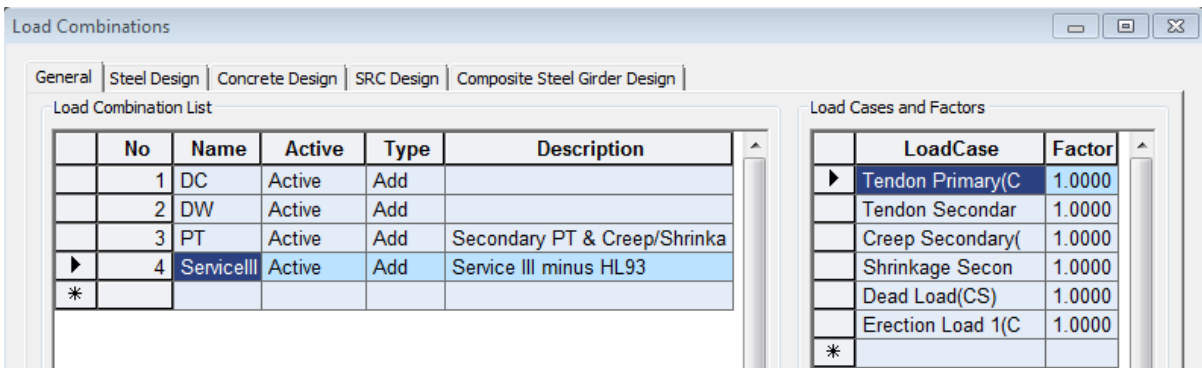 Load Combinations
General Steel Design Concrete Design SRC Design Composite Steel Girder Design
Load Combination List
No Name Active Type Description
1 DC Active Add
2 DW Active Add
3 PT Active Add Secondary PT & Creep/Shrinka
4 ServiceIII Active Add Service III minus HL93
Load Cases and Factors
LoadCase Factor
Tendon Primary(C 1.0000
Tendon Secondar 1.0000
Creep Secondary( 1.0000
Shrinkage Secon 1.0000
Dead Load(CS) 1.0000
Erection Load 1(C 1.0000